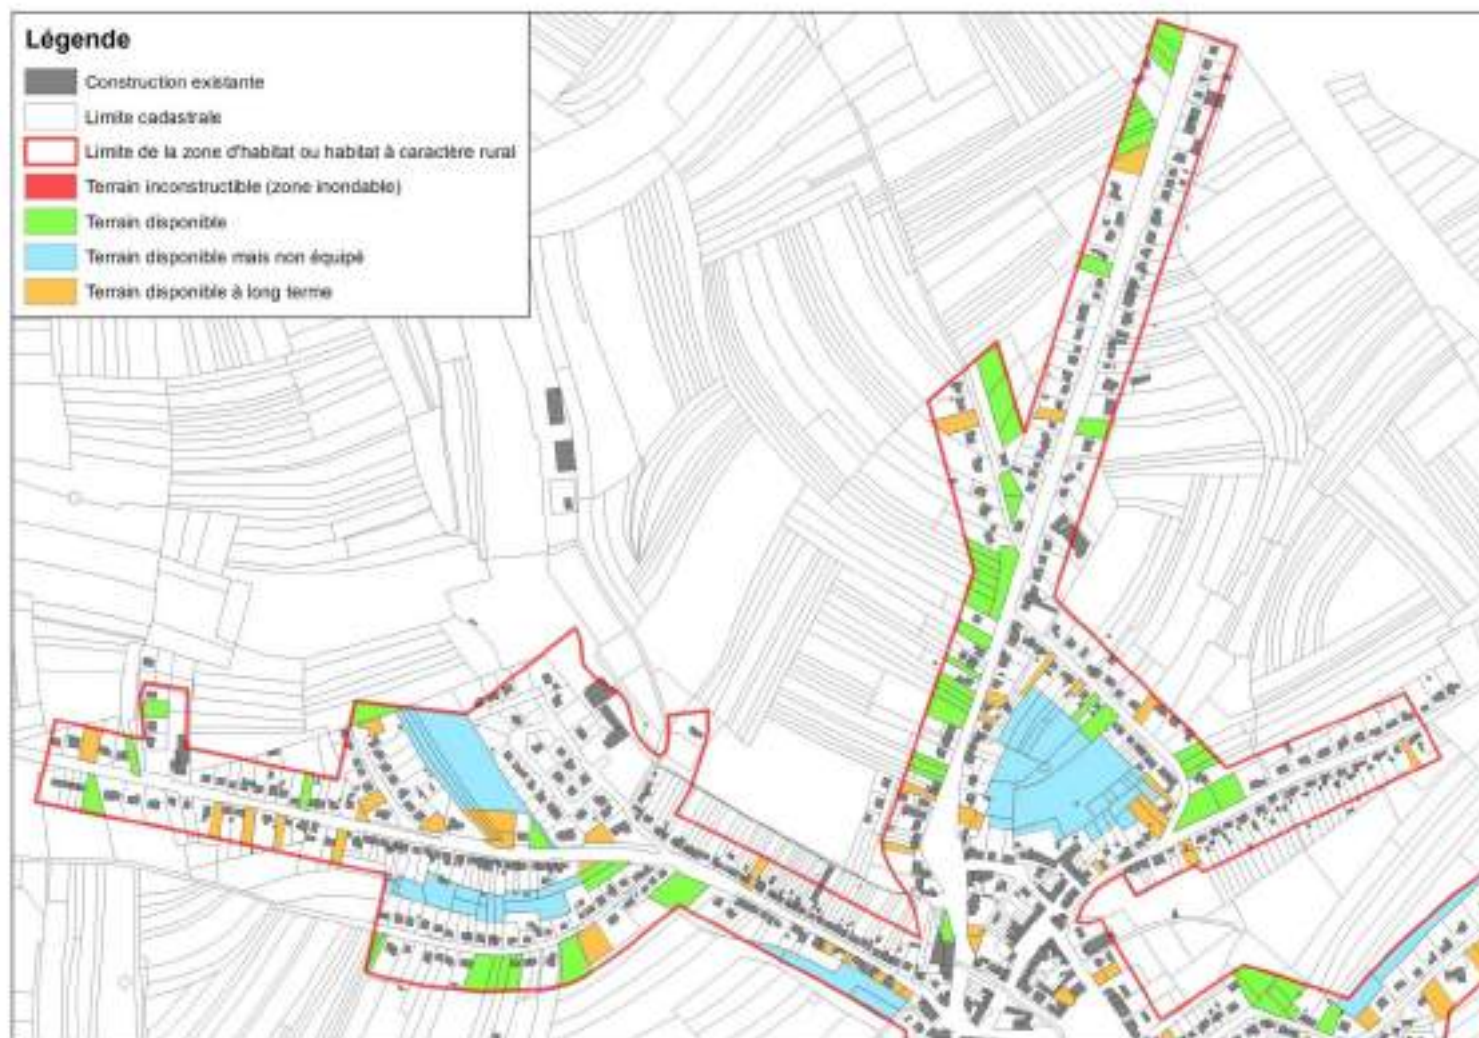 Légende
Construction existante
Limite cadastrale
Limite de la zone d'habitat ou habitat à caractère rural
Terrain inconstructible (zone inondable)
Terrain disponible
Terrain disponible mais non équipé
Terrain disponible à long terme